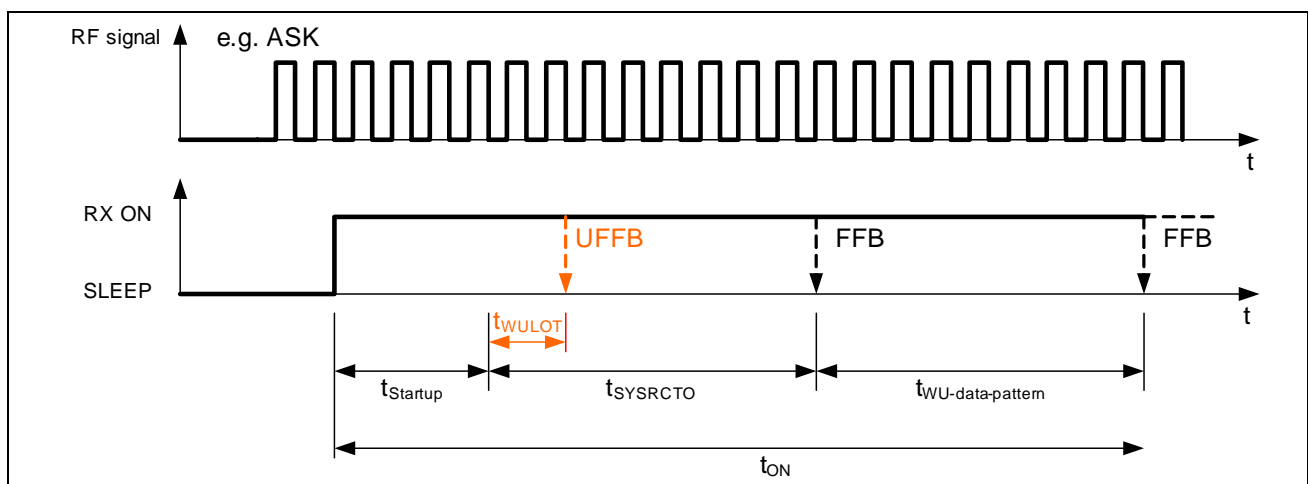 RF signal
e.g. ASK
t
RX ON
UFFB
FFB
FFB
SLEEP
t
tWULOT
tStartup
tSYSRCTO
tWU-data-pattern
tON